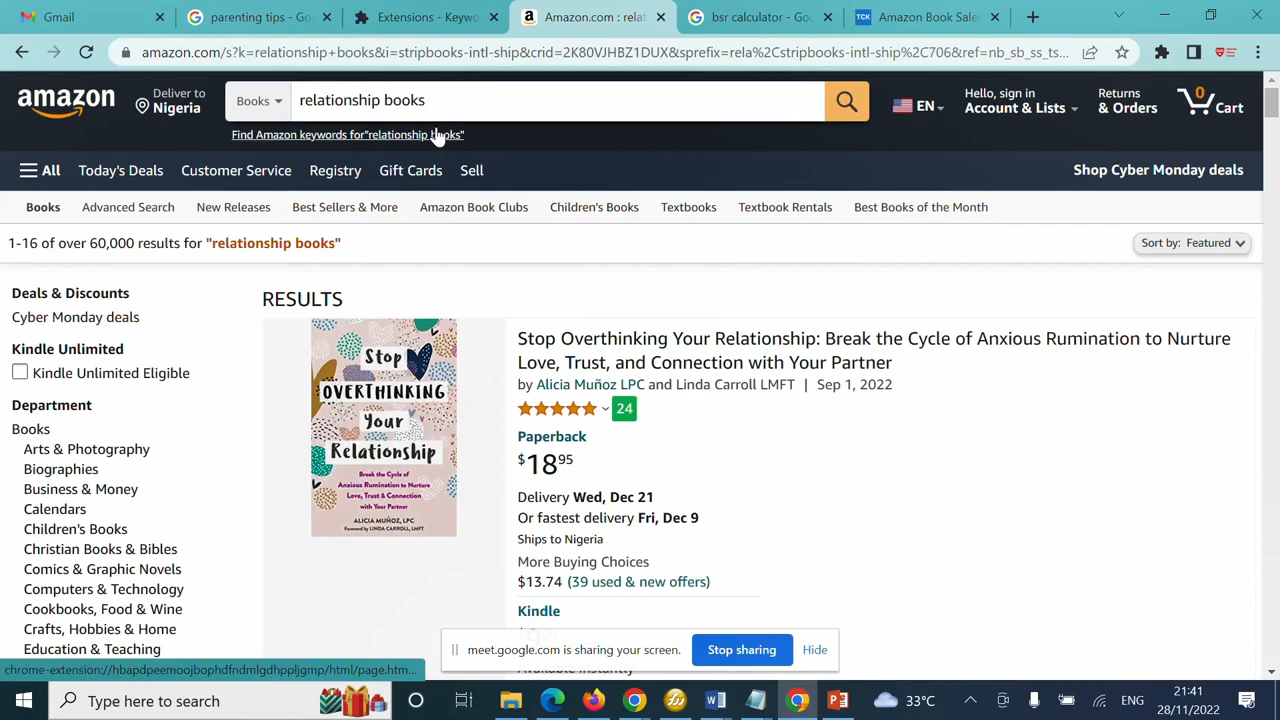 Gmail
parenting tips - Go
Extensions - Keywo
Amazon.com : relat
bsr calculator - Goo
TCK
Amazon Book Sale
amazon.com/s?k=relationship+books&i=stripbooks-intl-ship&crid=2K80VJHBZ1DUX&sprefix=rela%2Cstripbooks-intl-ship%2C706&ref=nb_sb_ss_ts...
amazon
Deliver to
Nigeria
Books
relationship books
EN
Hello, sign in
Account & Lists
Returns
& Orders
0
Cart
Find Amazon keywords for"relationship books"
All
Today's Deals
Customer Service
Registry
Gift Cards
Sell
Shop Cyber Monday deals
Books
Advanced Search
New Releases
Best Sellers & More
Amazon Book Clubs
Children's Books
Textbooks
Textbook Rentals
Best Books of the Month
1-16 of over 60,000 results for "relationship books"
Sort by: Featured
Deals & Discounts
Cyber Monday deals
Kindle Unlimited
Kindle Unlimited Eligible
Department
Books
Arts & Photography
Biographies
Business & Money
Calendars
Children's Books
Christian Books & Bibles
Comics & Graphic Novels
Computers & Technology
Cookbooks, Food & Wine
Crafts, Hobbies & Home
Education & Teaching
RESULTS
Stop
OVERTHINKING
Your
Relationship
Break the Cycle of
Anxious Rumination to Nurture
Love, Trust & Connection
with Your Partner
ALICIA MUÑOZ, LPC
Foreword by LINDA CARROLL, LMFT
Stop Overthinking Your Relationship: Break the Cycle of Anxious Rumination to Nurture
Love, Trust, and Connection with Your Partner
by Alicia Muñoz LPC and Linda Carroll LMFT | Sep 1, 2022
24
Paperback
$18 95
Delivery Wed, Dec 21
Or fastest delivery Fri, Dec 9
Ships to Nigeria
More Buying Choices
$13.74 (39 used & new offers)
Kindle
meet.google.com is sharing your screen.
Stop sharing
Hide
chrome-extension://hbapdpeemoojbophdfndmlgdhppljgmp/html/page.htm...
Type here to search
33°C
ENG
21:41
28/11/2022